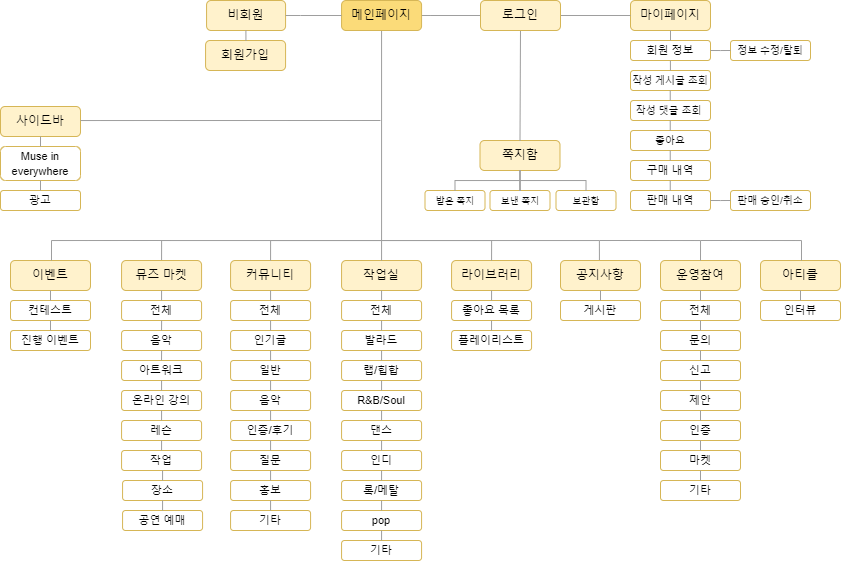 비회원
메인페이지
로그인
마이페이지
회원가입
회원 정보
정보 수정/탈퇴
작성 게시글 조회
작성 댓글 조회
좋아요
구매 내역
판매 내역
판매 승인/취소
사이드바
Muse in
everywhere
광고
쪽지함
받은 쪽지
보낸 쪽지
보관함
이벤트
컨테스트
진행 이벤트
뮤즈 마켓
전체
음악
아트워크
온라인 강의
레슨
작업
장소
공연 예매
커뮤니티
전체
인기글
일반
음악
인증/후기
질문
홍보
기타
작업실
전체
발라드
랩/힙합
R&B/Soul
댄스
인디
록/메탈
pop
기타
라이브러리
좋아요 목록
플레이리스트
공지사항
게시판
운영참여
전체
문의
신고
제안
인증
마켓
기타
아티클
인터뷰